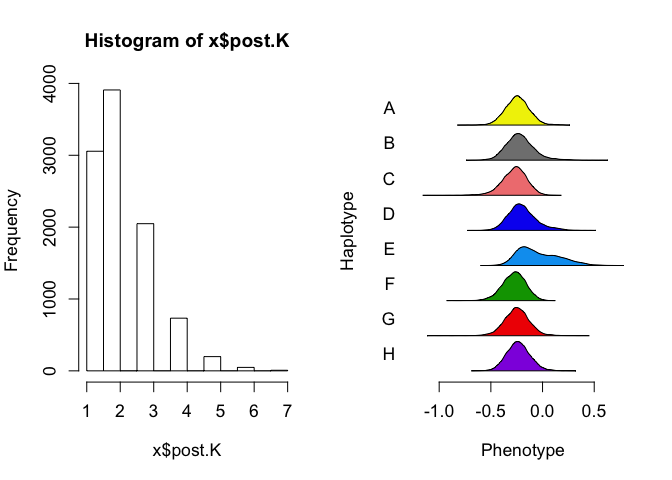 Histogram of x$post.K
Frequency
0
1000
2000
3000
4000
1 2 3 4 5 6 7
x$post.K
Haplotype
A
B
C
D
E
F
G
H
-1.0 -0.5 0.0 0.5
Phenotype